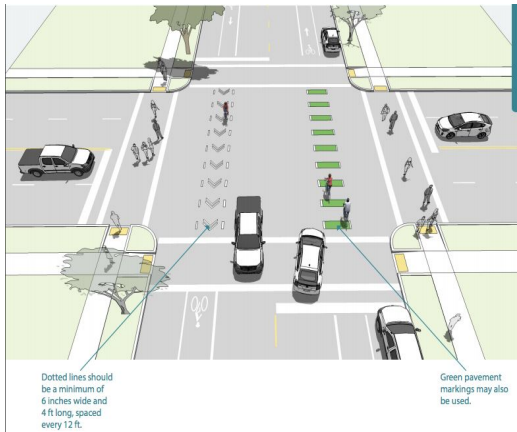 Dotted lines should
be a minimum of
6 inches wide and
4 ft long, spaced
every 12 ft.
Green pavement
markings may also
be used.